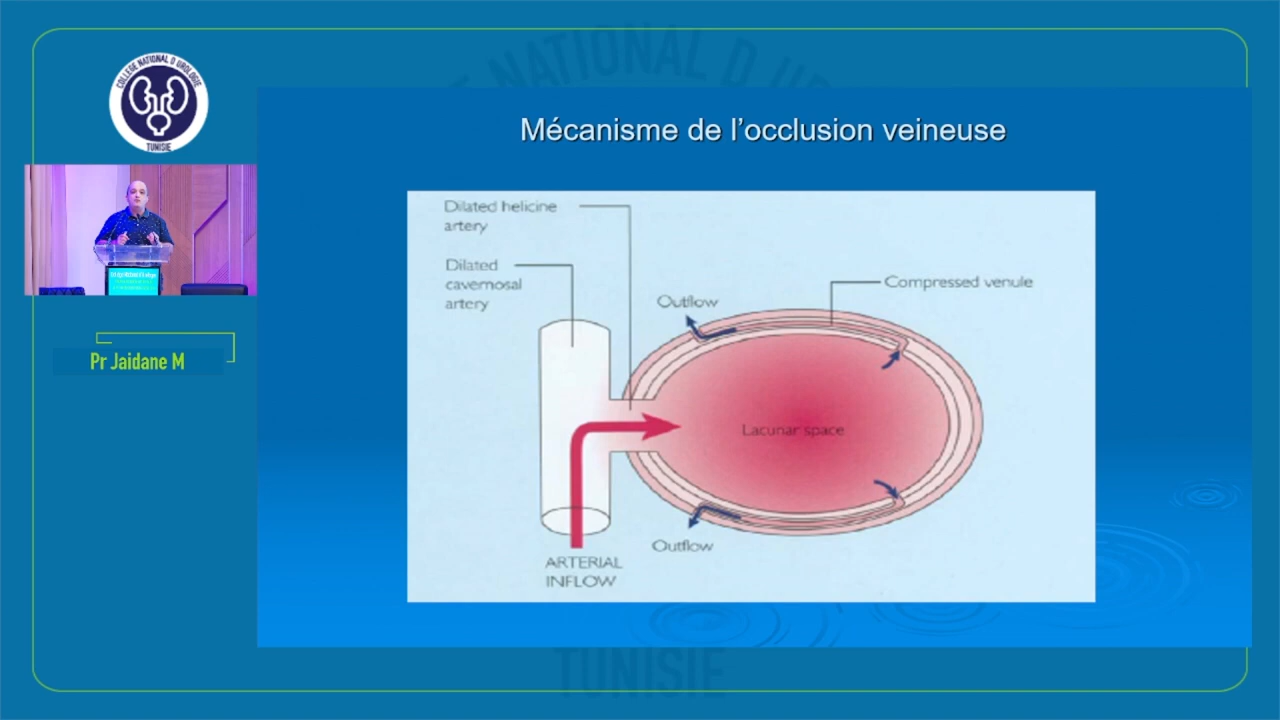 COLLÈGE NATIONAL D UROLOGIE
TUNISIE
NATIONAL D URO
Mécanisme de l'occlusion veineuse
Dilated helicine
artery
Dilated
cavernosal
artery
Outflow
Compressed venule
Lacunar space
Outflow
ARTERIAL
INFLOW
Pr Jaidane M
TUNISIE